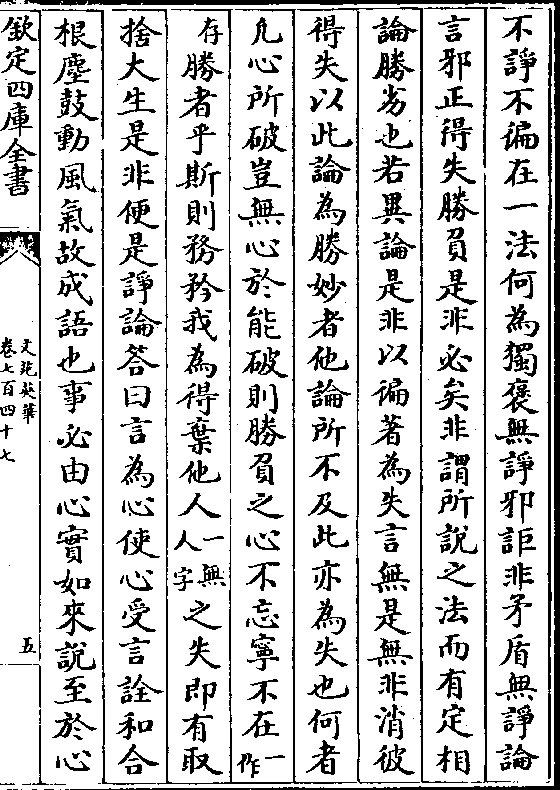 不諍不徧在一法何為獨褒無諍邪詎非矛盾無諍論
言邪正得失勝負是非必矣非謂所說之法而有定相
論勝劣也若異論是非以徧著為失言無是無非消彼
得失以此論為勝妙者他論所不及此亦為失也何者
凡心所破豈無心於能破則勝負之心不忘寧不在一作
存勝者乎斯則務矜我為得棄他人一無人字之失即有取
捨大生是非便是諍論答曰言為心使心受言詮和合
根塵鼓動風氣故成語也事必由心實如來說至於心
欽定四庫全書
文苑英華
卷七百四十七
五